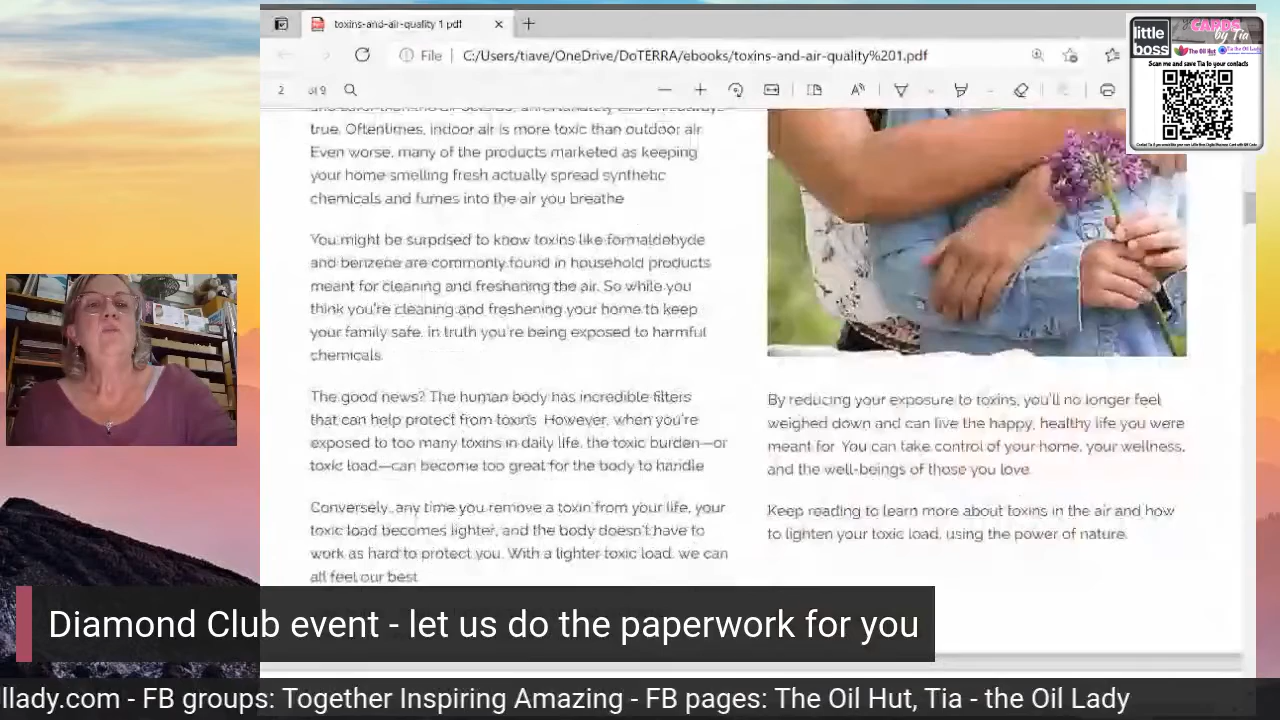 toxins-and-air-quality 1 pdf
File
C:/Users/tiave/OneDrive/DoTERRA/ebooks/toxins-and-air-quality%201.pdf
2 of 9
little boss
CARDS by Tia
The Oil Hut
Tia the Oil Lady
Scan me and save Tia to your contacts
true. Oftentimes, indoor air is more toxic than outdoor air
Even worse, many of the products marketed as keeping
your home smelling fresh actually spread synthetic
chemicals and fumes into the air you breathe
You might be surprised to know toxins like formaldehyde
and benzene are commonly found in household products
meant for cleaning and freshening the air. So while you
think you're cleaning and freshening your home to keep
your family safe, in truth you're being exposed to harmful
chemicals.
The good news? The human body has incredible filters
that can help protect from toxins. However, when you're
exposed to too many toxins in daily life, the toxic burden—or
toxic load—can become too great for the body to handle
Conversely, any time you remove a toxin from your life, your
toxic load becomes lighter, and the body doesn't have to
work as hard to protect you. With a lighter toxic load, we can
all feel our best
By reducing your exposure to toxins, you'll no longer feel
weighed down and can live the happy, healthy life you were
meant for. You can take control of your home, your wellness,
and the well-beings of those you love
Keep reading to learn more about toxins in the air and how
to lighten your toxic load, using the power of nature.
Diamond Club event - let us do the paperwork for you
llady.com - FB groups: Together Inspiring Amazing - FB pages: The Oil Hut, Tia - the Oil Lady